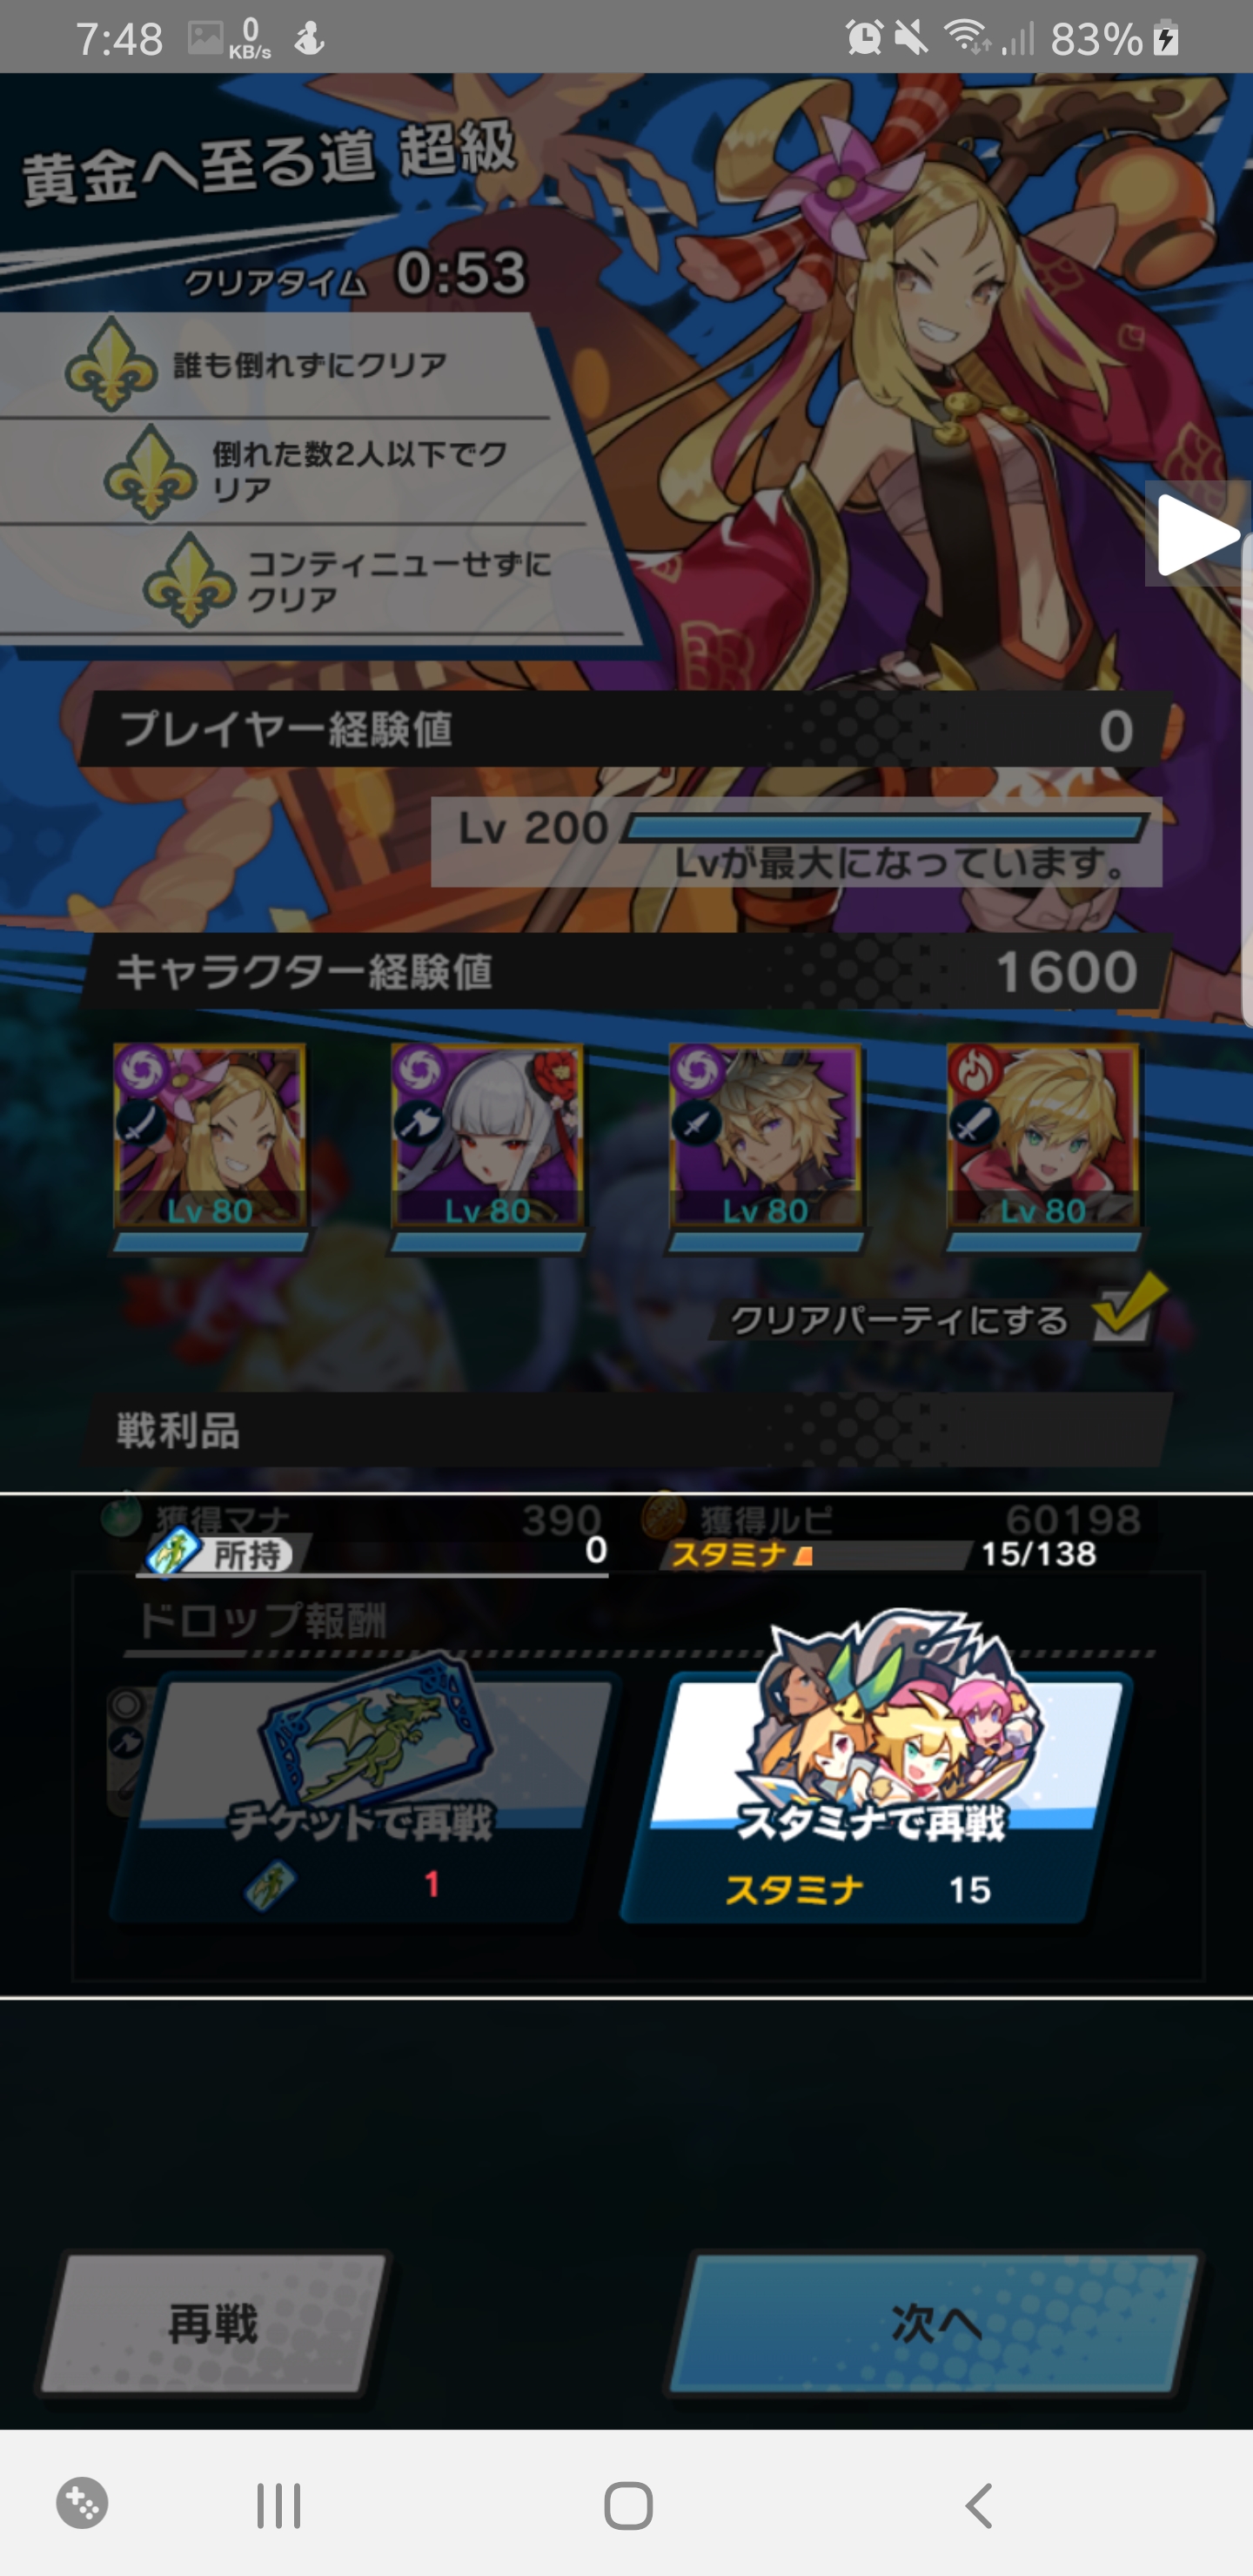 7:48
0
KB/s
83%
黄金へ至る道 超級
クリアタイム 0:53
誰も倒れずにクリア
倒れた数2人以下でク
リア
コンティニューせずに
クリア
プレイヤー経験値 0
Lv 200
Lvが最大になっています。
キャラクター経験値 1600
Lv 80 Lv 80 Lv 80 Lv 80
クリアパーティにする
戦利品
獲得マナ 390 獲得ルピ 60198
所持 0 スタミナ 15/138
ドロップ報酬
チケットで再戦 スタミナで再戦
1 スタミナ 15
再戦 次へ